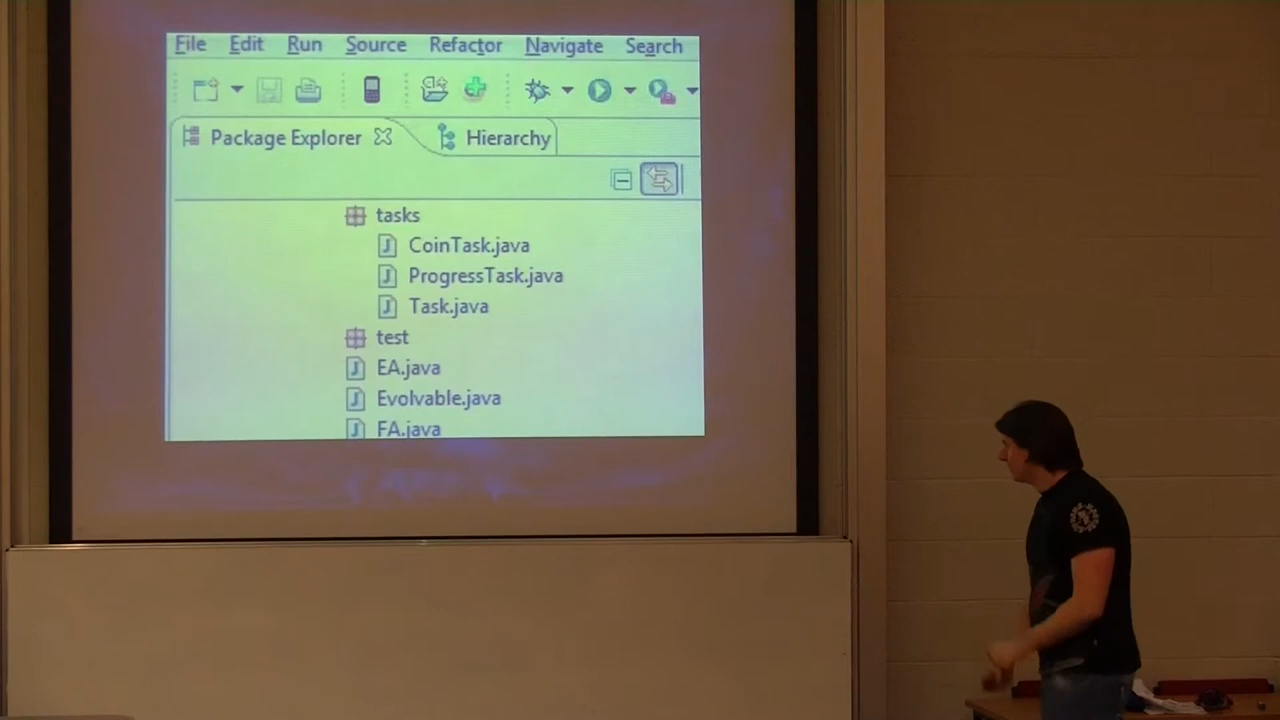 File Edit Run Source Refactor Navigate Search
Package Explorer Hierarchy
tasks
CoinTask.java
ProgressTask.java
Task.java
test
EA.java
Evolvable.java
FA.java